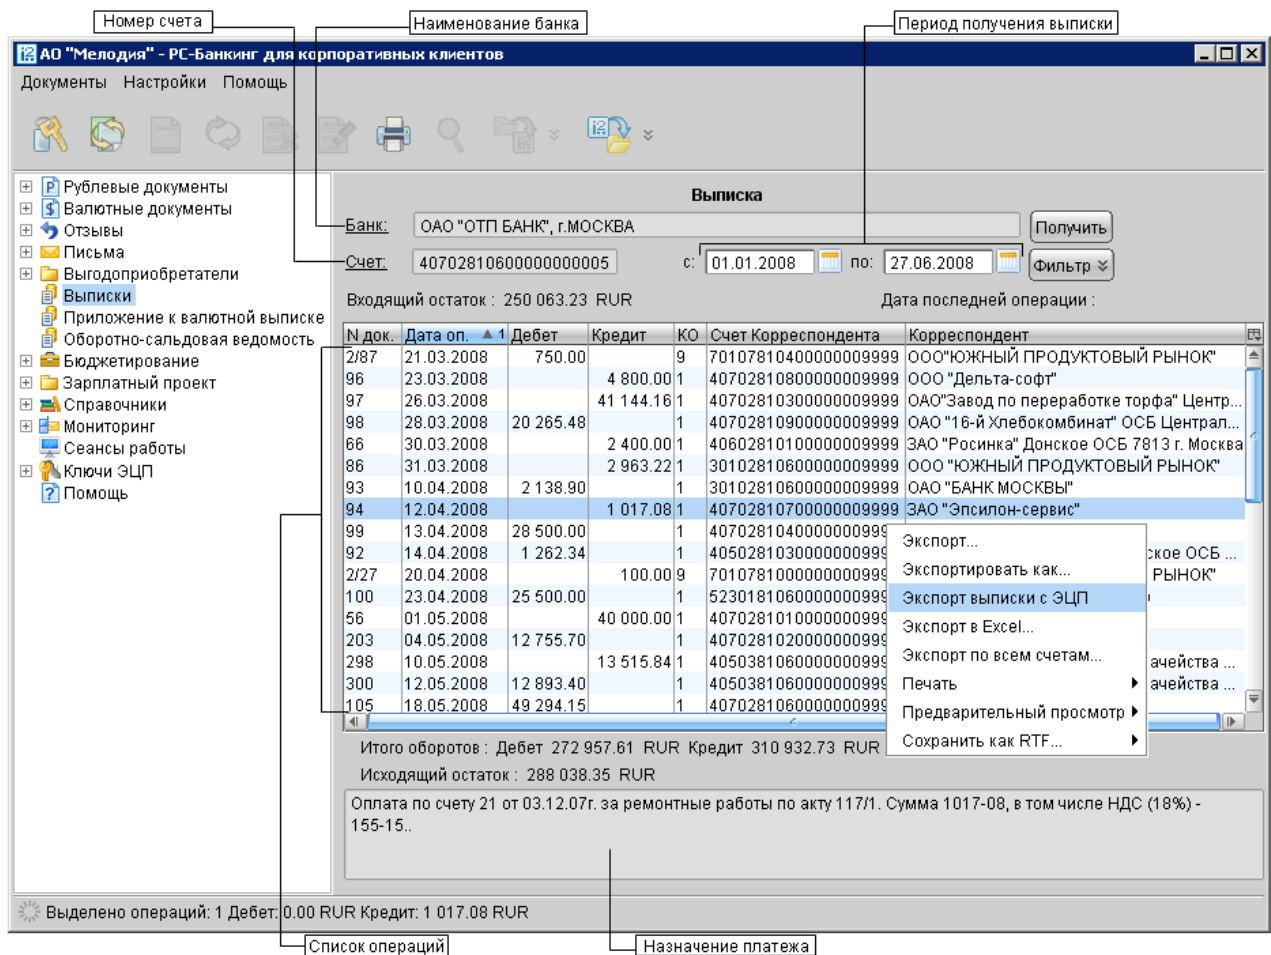 Номер счета
Наименование банка
Период получения выписки
АО "Мелодия" - РС-Банкинг для корпоративных клиентов
Документы Настройки Помощь
Рублевые документы
Валютные документы
Отзывы
Письма
Выгодоприобретатели
Выписки
Приложение к валютной выписке
Оборотно-сальдовая ведомость
Бюджетирование
Зарплатный проект
Справочники
Мониторинг
Сеансы работы
Ключи ЭЦП
Помощь
Выписка
Банк: ОАО "ОТП БАНК", г.МОСКВА Получить
Счет: 40702810600000000005 с: 01.01.2008 по: 27.06.2008 Фильтр
Входящий остаток : 250 063.23 RUR Дата последней операции :
N док. Дата оп. 1 Дебет Кредит КО Счет Корреспондента Корреспондент
2/87 21.03.2008 750.00 9 70107810400000009999 ООО"ЮЖНЫЙ ПРОДУКТОВЫЙ РЫНОК"
96 23.03.2008 4 800.00 1 40702810800000009999 ООО "Дельта-софт"
97 26.03.2008 41 144.16 1 40702810300000009999 ОАО"Завод по переработке торфа" Центр...
98 28.03.2008 20 265.48 1 40702810900000009999 ОАО "16-й Хлебокомбинат" ОСБ Централ...
66 30.03.2008 2 400.00 1 40602810100000009999 ЗАО "Росинка" Донское ОСБ 7813 г. Москва
86 31.03.2008 2 963.22 1 30102810600000009999 ООО "ЮЖНЫЙ ПРОДУКТОВЫЙ РЫНОК"
93 10.04.2008 2 138.90 1 30102810600000009999 ОАО "БАНК МОСКВЫ"
94 12.04.2008 1 017.08 1 40702810700000009999 ЗАО "Эпсилон-сервис"
99 13.04.2008 28 500.00 1 4070281040000000999
92 14.04.2008 1 262.34 1 4050281030000000999 ское ОСБ ...
2/27 20.04.2008 100.00 9 7010781000000000999 РЫНОК"
100 23.04.2008 25 500.00 1 5230181060000000999
56 01.05.2008 40 000.00 1 4070281010000000999
203 04.05.2008 12 755.70 1 4070281020000000999
298 10.05.2008 13 515.84 1 4050381060000000999 ачейства ...
300 12.05.2008 12 893.40 1 4050381060000000999 ачейства ...
105 18.05.2008 49 294.15 1 4070281060000000999
Экспорт...
Экспортировать как...
Экспорт выписки с ЭЦП
Экспорт в Excel...
Экспорт по всем счетам...
Печать
Предварительный просмотр
Сохранить как RTF...
Итого оборотов : Дебет 272 957.61 RUR Кредит 310 932.73 RUR
Исходящий остаток : 288 038.35 RUR
Оплата по счету 21 от 03.12.07г. за ремонтные работы по акту 117/1. Сумма 1017-08, в том числе НДС (18%) -
155-15..
Выделено операций: 1 Дебет: 0.00 RUR Кредит: 1 017.08 RUR
Список операций
Назначение платежа